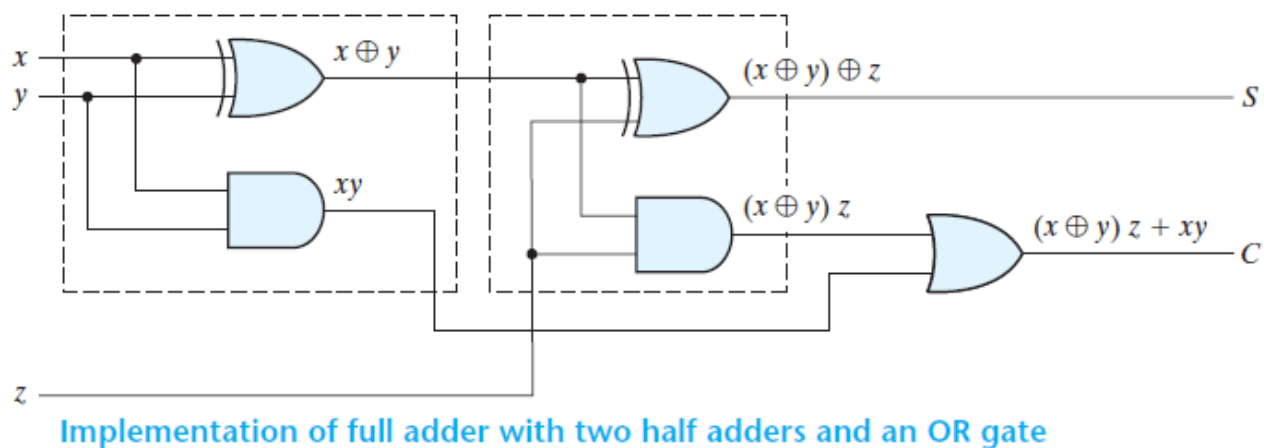 x
y
x ⊕ y
xy
(x ⊕ y) ⊕ z
S
(x ⊕ y) z
(x ⊕ y) z + xy
C
z
Implementation of full adder with two half adders and an OR gate